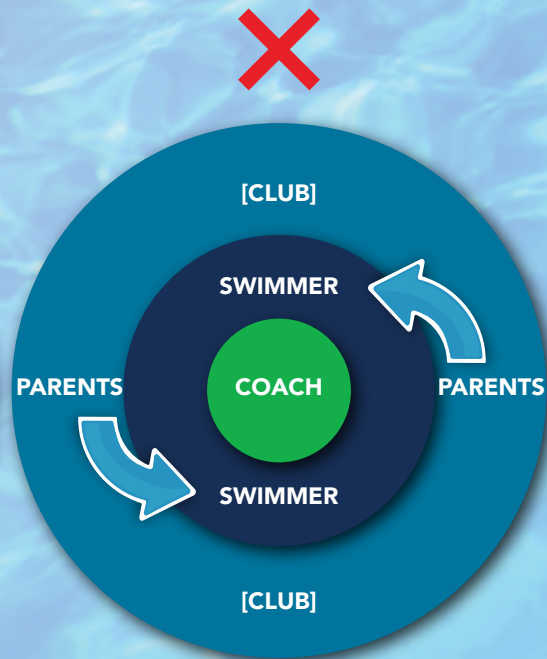 [CLUB]
SWIMMER
PARENTS
COACH
PARENTS
SWIMMER
[CLUB]